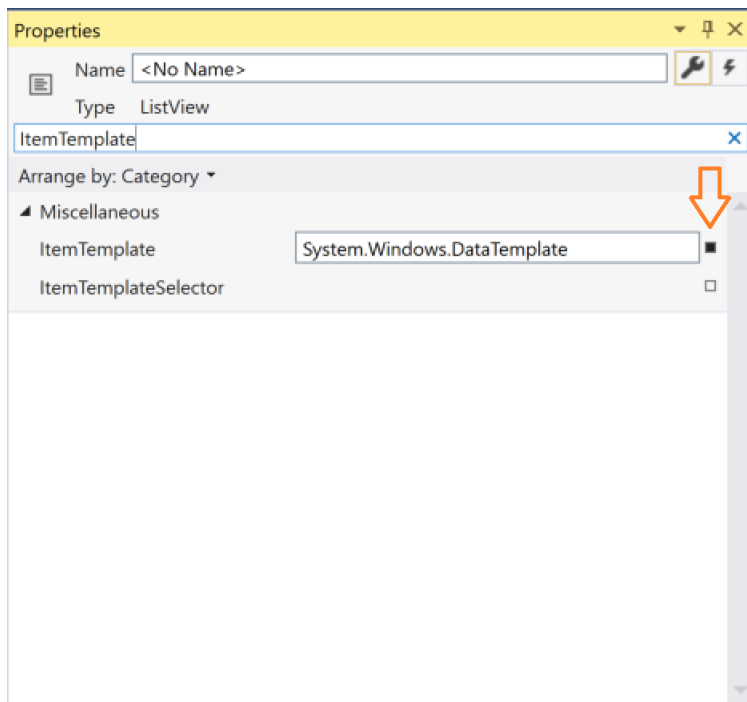 Properties
Name <No Name>
Type ListView
ItemTemplate
Arrange by: Category
Miscellaneous
ItemTemplate System.Windows.DataTemplate
ItemTemplateSelector